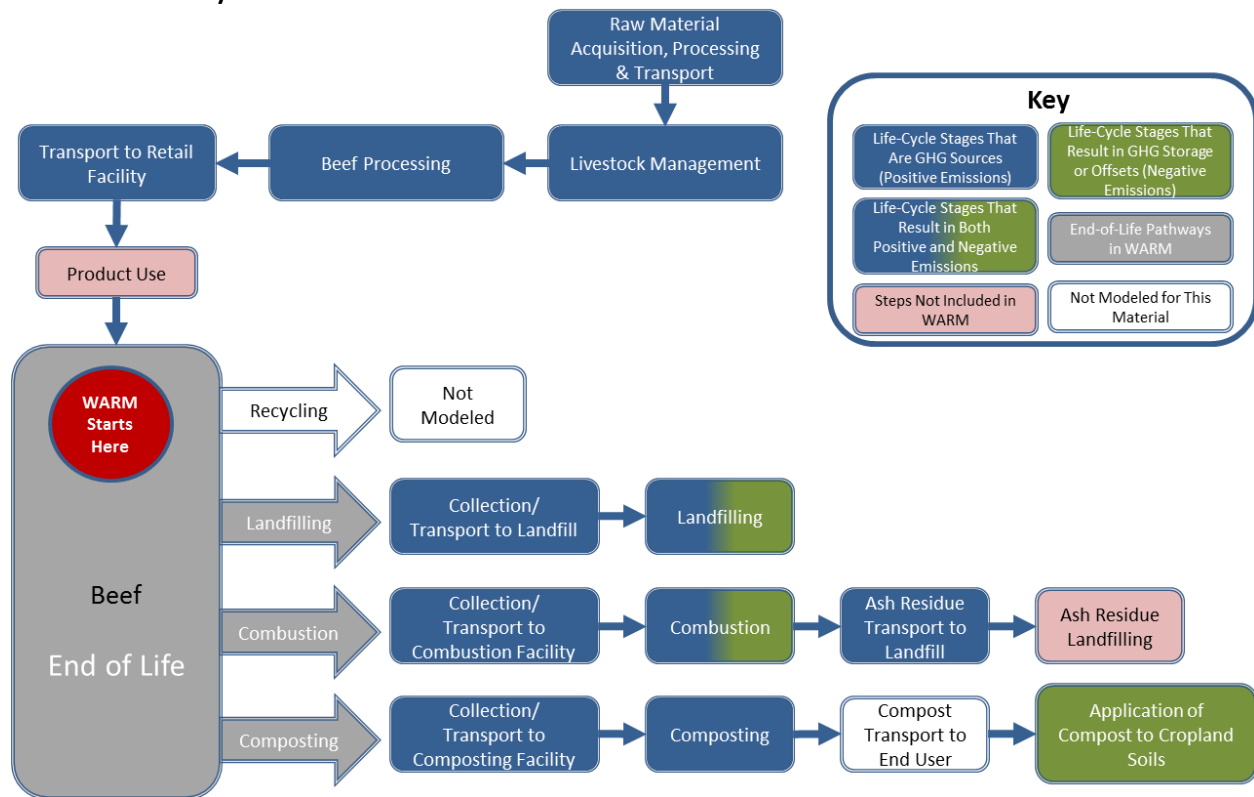 Raw Material
Acquisition, Processing
& Transport
Transport to Retail
Facility
Beef Processing
Livestock Management
Product Use
Key
Life-Cycle Stages That
Are GHG Sources
(Positive Emissions)
Life-Cycle Stages That
Result in GHG Storage
or Offsets (Negative
Emissions)
Life-Cycle Stages That
Result in Both
Positive and Negative
Emissions
End-of-Life Pathways
in WARM
Steps Not Included in
WARM
Not Modeled for This
Material
WARM
Starts
Here
Beef
End of Life
Recycling
Not
Modeled
Landfilling
Collection/
Transport to Landfill
Landfilling
Combustion
Collection/
Transport to
Combustion Facility
Combustion
Ash Residue
Transport to
Landfill
Ash Residue
Landfilling
Composting
Collection/
Transport to
Composting Facility
Composting
Compost
Transport to
End User
Application of
Compost to Cropland
Soils